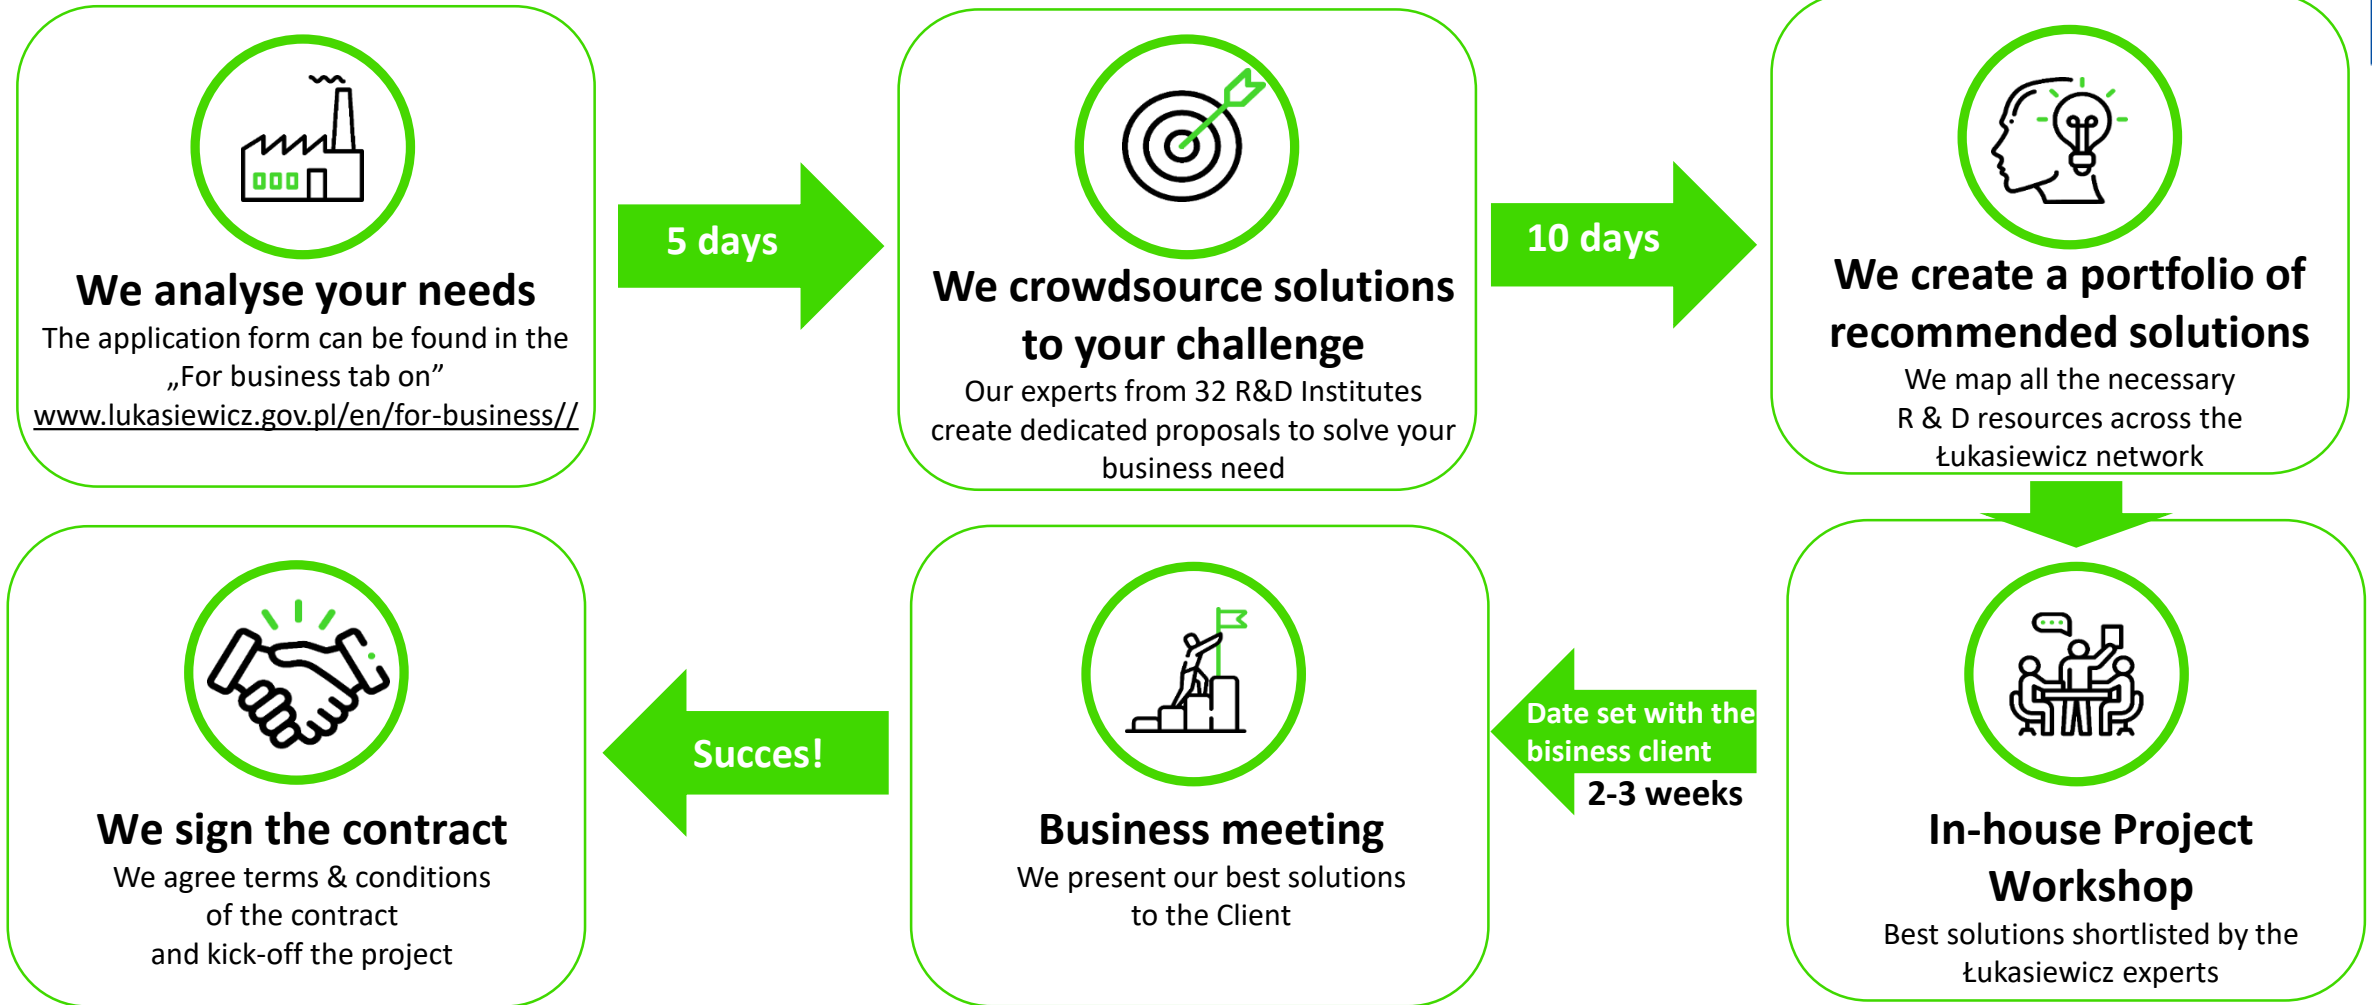 We analyse your needs
The application form can be found in the
„For business tab on”
www.lukasiewicz.gov.pl/en/for-business//
5 days
We crowdsource solutions
to your challenge
Our experts from 32 R&D Institutes
create dedicated proposals to solve your
business need
10 days
We create a portfolio of
recommended solutions
We map all the necessary
R & D resources across the
Łukasiewicz network
In-house Project
Workshop
Best solutions shortlisted by the
Łukasiewicz experts
Date set with the
bisiness client
2-3 weeks
Business meeting
We present our best solutions
to the Client
Succes!
We sign the contract
We agree terms & conditions
of the contract
and kick-off the project